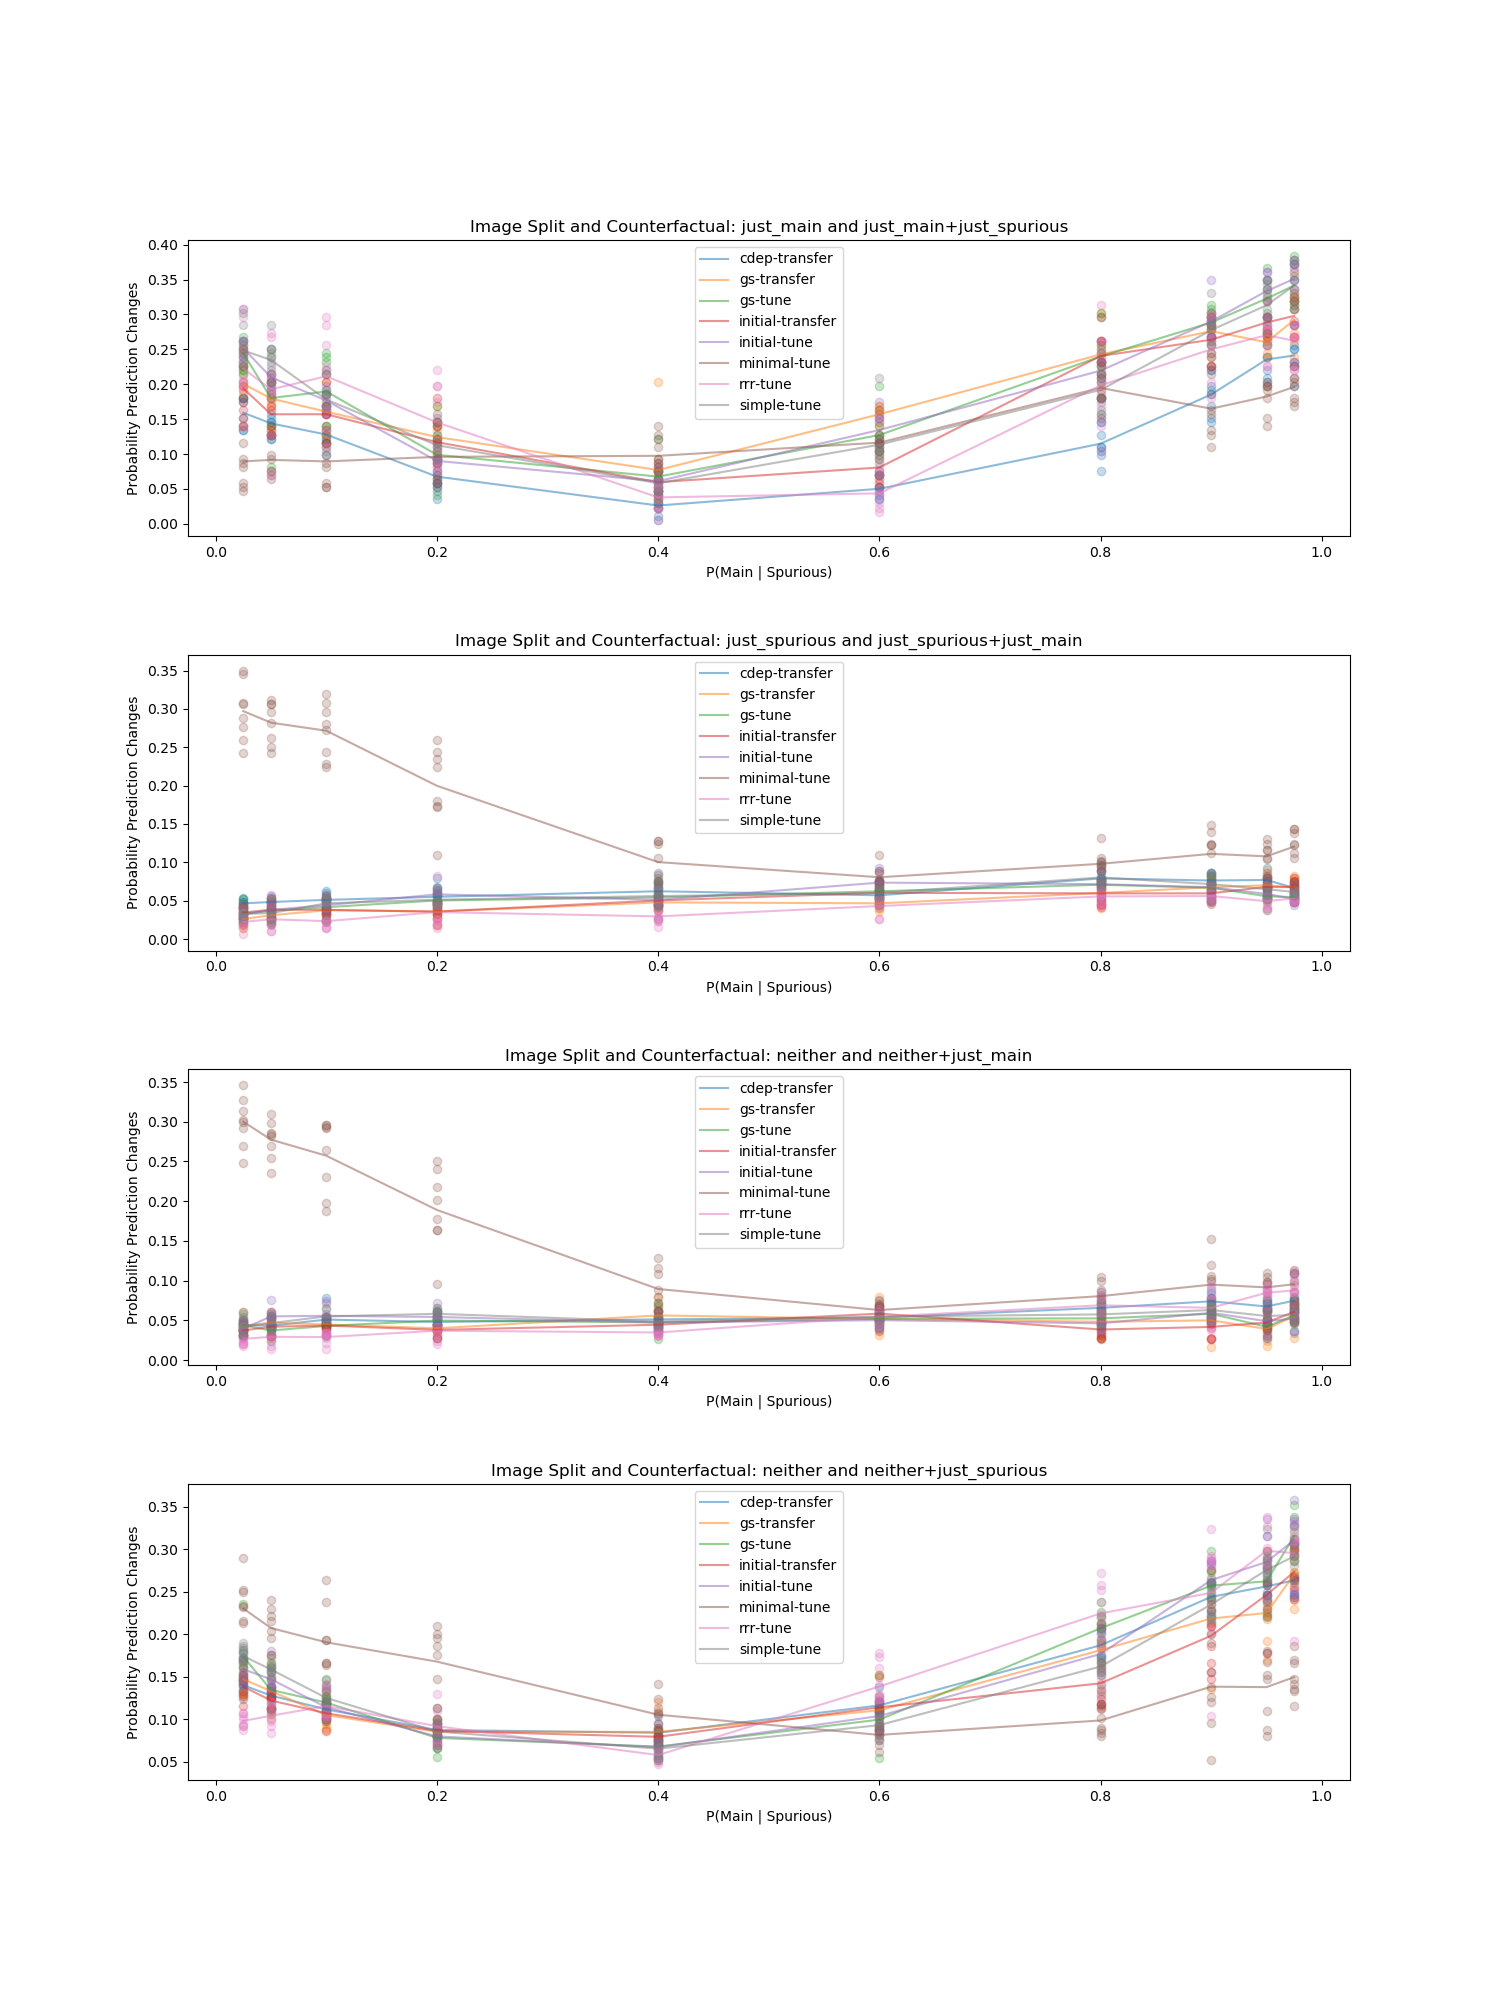 Image Split and Counterfactual: just_main and just_main+just_spurious
Probability Prediction Changes
0.40
0.35
0.30
0.25
0.20
0.15
0.10
0.05
0.00
cdep-transfer
gs-transfer
gs-tune
initial-transfer
initial-tune
minimal-tune
rrr-tune
simple-tune
0.0 0.2 0.4 0.6 0.8 1.0
P(Main | Spurious)
Image Split and Counterfactual: just_spurious and just_spurious+just_main
Probability Prediction Changes
0.35
0.30
0.25
0.20
0.15
0.10
0.05
0.00
cdep-transfer
gs-transfer
gs-tune
initial-transfer
initial-tune
minimal-tune
rrr-tune
simple-tune
0.0 0.2 0.4 0.6 0.8 1.0
P(Main | Spurious)
Image Split and Counterfactual: neither and neither+just_main
Probability Prediction Changes
0.35
0.30
0.25
0.20
0.15
0.10
0.05
0.00
cdep-transfer
gs-transfer
gs-tune
initial-transfer
initial-tune
minimal-tune
rrr-tune
simple-tune
0.0 0.2 0.4 0.6 0.8 1.0
P(Main | Spurious)
Image Split and Counterfactual: neither and neither+just_spurious
Probability Prediction Changes
0.35
0.30
0.25
0.20
0.15
0.10
0.05
cdep-transfer
gs-transfer
gs-tune
initial-transfer
initial-tune
minimal-tune
rrr-tune
simple-tune
0.0 0.2 0.4 0.6 0.8 1.0
P(Main | Spurious)